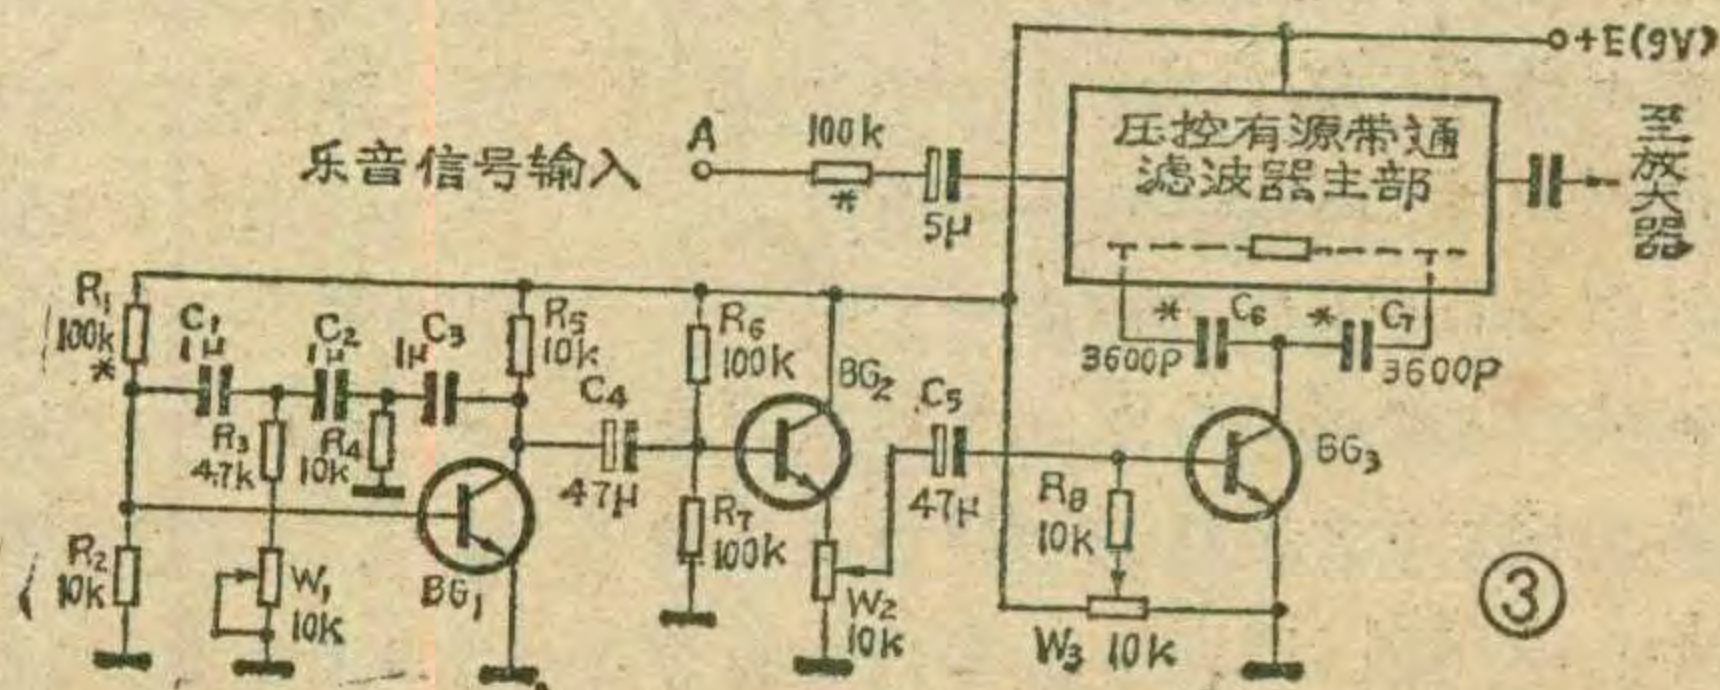 +E(9V)
乐音信号输入
A
100k
*
5μ
压控有源带通
滤波器主部
至放大器
R₁
100k
*
C₁
1μ
C₂
1μ
C₃
1μ
R₅
10k
R₆
100k
BG₂
R₃
4.7k
R₄
10k
C₄
47μ
C₅
47μ
* C₆
3600P
* C₇
3600P
BG₃
R₂
10k
W₁
10k
BG₁
R₇
100k
W₂
10k
R₈
10k
W₃ 10k
③